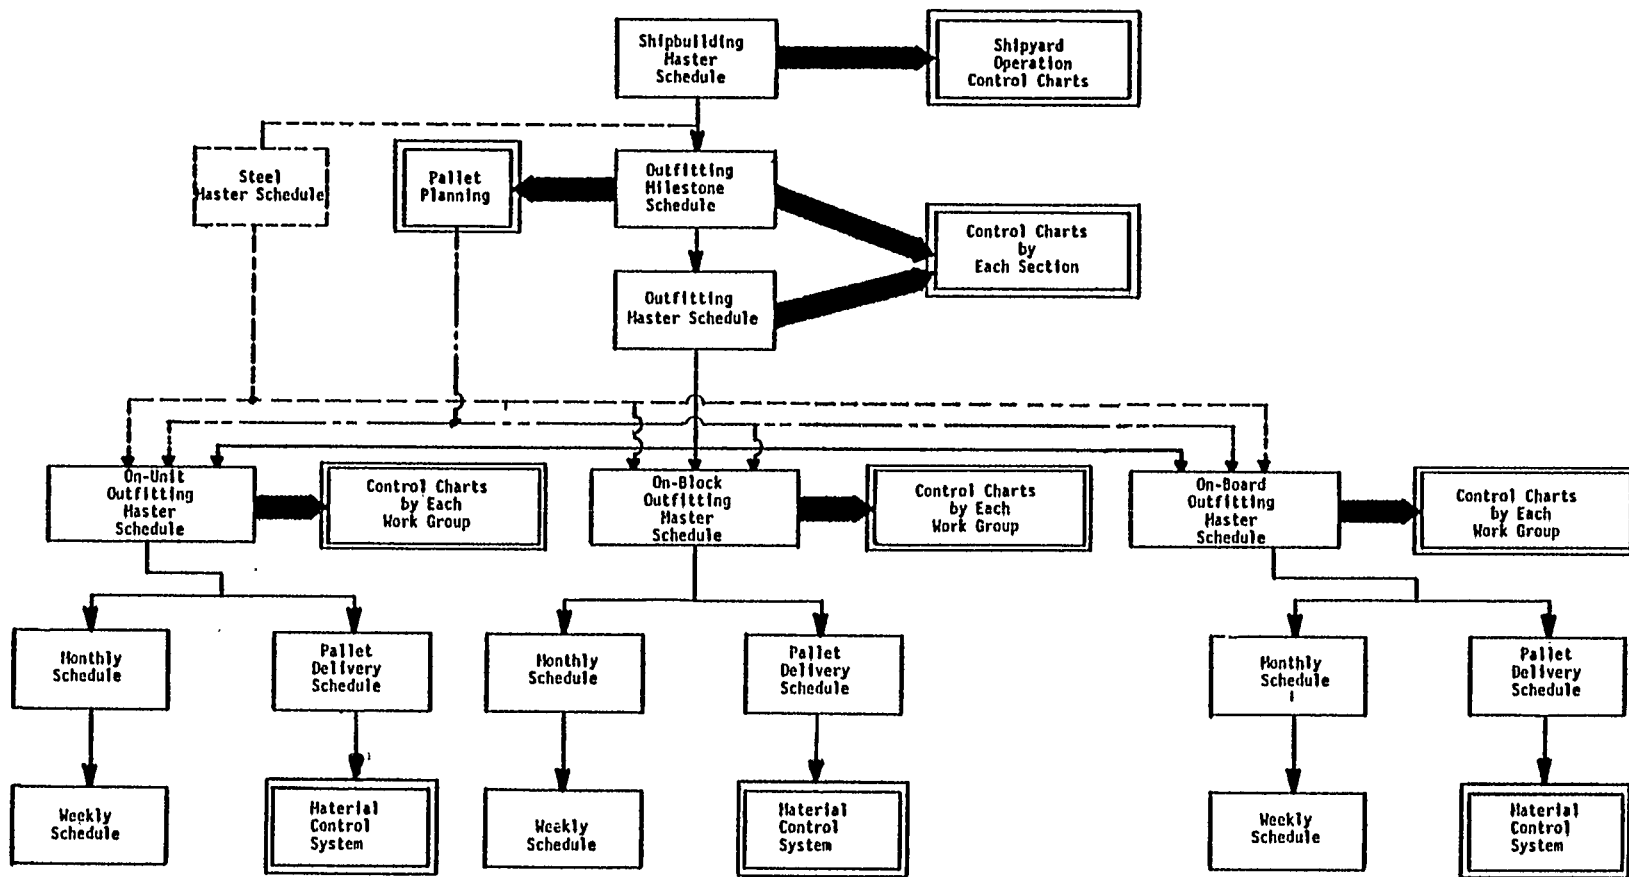 Shipbuilding
Master
Schedule
Shipyard
Operation
Control Charts
Steel
Master Schedule
Pallet
Planning
Outfitting
Milestone
Schedule
Control Charts
by
Each Section
Outfitting
Master Schedule
On-Unit
Outfitting
Master
Schedule
Control Charts
by Each
Work Group
On-Block
Outfitting
Master
Schedule
Control Charts
by Each
Work Group
On-Board
Outfitting
Master
Schedule
Control Charts
by Each
Work Group
Monthly
Schedule
Pallet
Delivery
Schedule
Monthly
Schedule
Pallet
Delivery
Schedule
Monthly
Schedule
Pallet
Delivery
Schedule
Weekly
Schedule
Material
Control
System
Weekly
Schedule
Material
Control
System
Weekly
Schedule
Material
Control
System